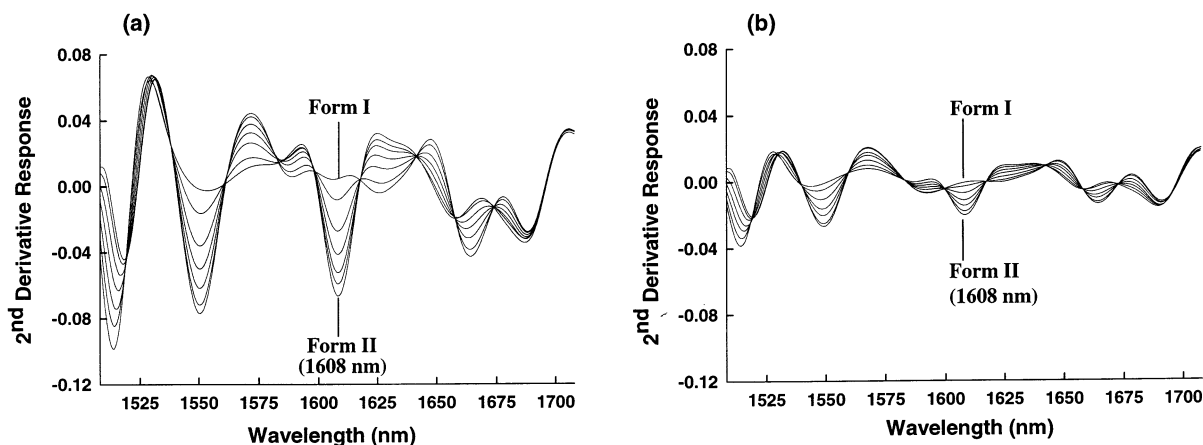 (a)
0.08
0.04
0.00
-0.04
-0.08
-0.12
2nd Derivative Response
Form I
Form II
(1608 nm)
1525 1550 1575 1600 1625 1650 1675 1700
Wavelength (nm)
(b)
0.08
0.04
0.00
-0.04
-0.08
-0.12
2nd Derivative Response
Form I
Form II
(1608 nm)
1525 1550 1575 1600 1625 1650 1675 1700
Wavelength (nm)